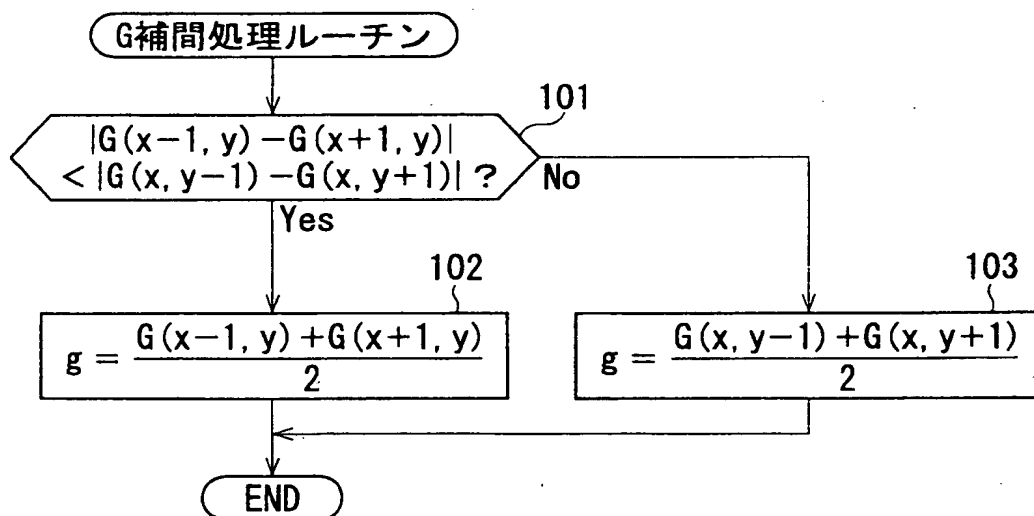 G補間処理ルーチン
101
|G(x−1, y)−G(x+1, y)|
< |G(x, y−1)−G(x, y+1)| ?
No
Yes
102
103
g = G(x−1, y)+G(x+1, y)
2
g = G(x, y−1)+G(x, y+1)
2
END